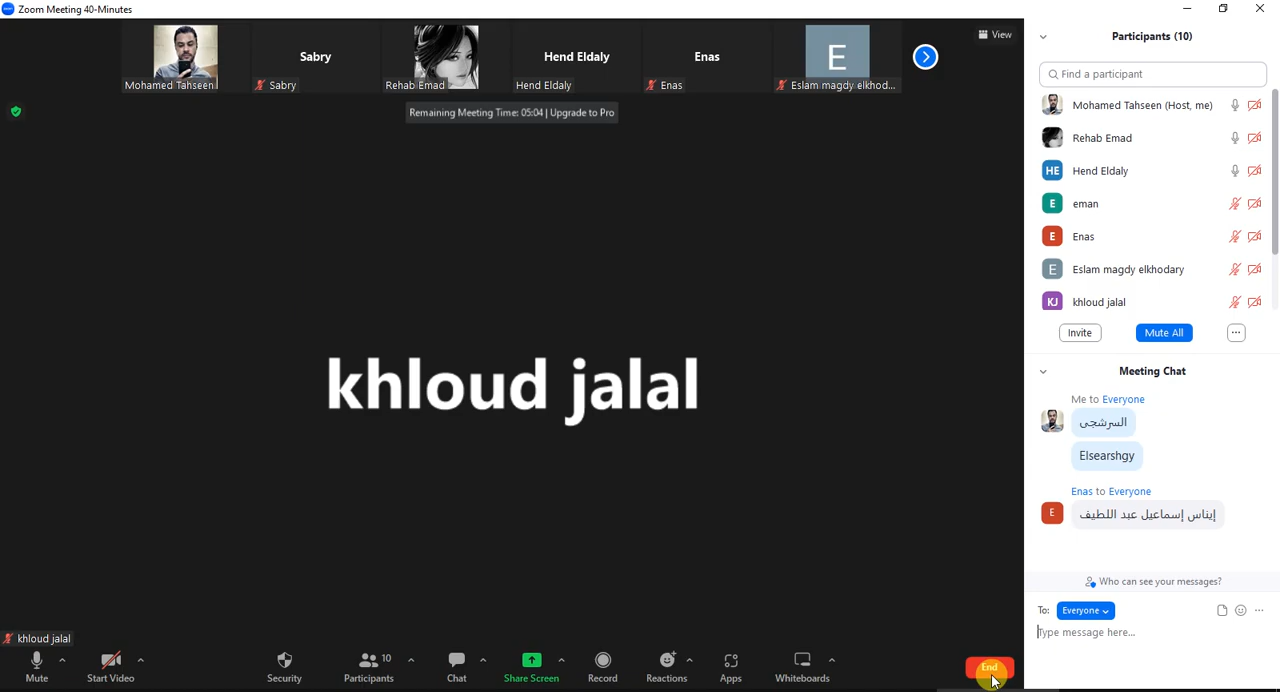 Zoom Meeting 40-Minutes
View
Sabry
Hend Eldaly
Enas
E
Mohamed Tahseen
Sabry
Rehab Emad
Hend Eldaly
Enas
Eslam magdy elkhod...
Remaining Meeting Time: 05:04 | Upgrade to Pro
khloud jalal
khloud jalal
Mute
Start Video
Security
10
Participants
Chat
Share Screen
Record
Reactions
Apps
Whiteboards
End
Participants (10)
Find a participant
Mohamed Tahseen (Host, me)
Rehab Emad
HE Hend Eldaly
E eman
E Enas
E Eslam magdy elkhodary
KJ khloud jalal
Invite
Mute All
Meeting Chat
Me to Everyone
السرشجى
Elsearshgy
Enas to Everyone
E
إيناس إسماعيل عبد اللطيف
Who can see your messages?
To: Everyone
Type message here...